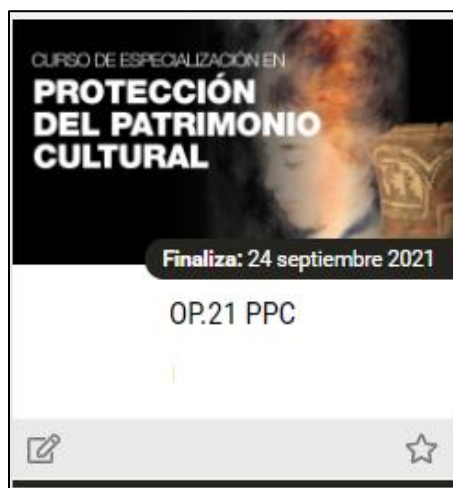 CURSO DE ESPECIALIZACIÓN EN
PROTECCIÓN
DEL PATRIMONIO
CULTURAL
Finaliza: 24 septiembre 2021
OP.21 PPC